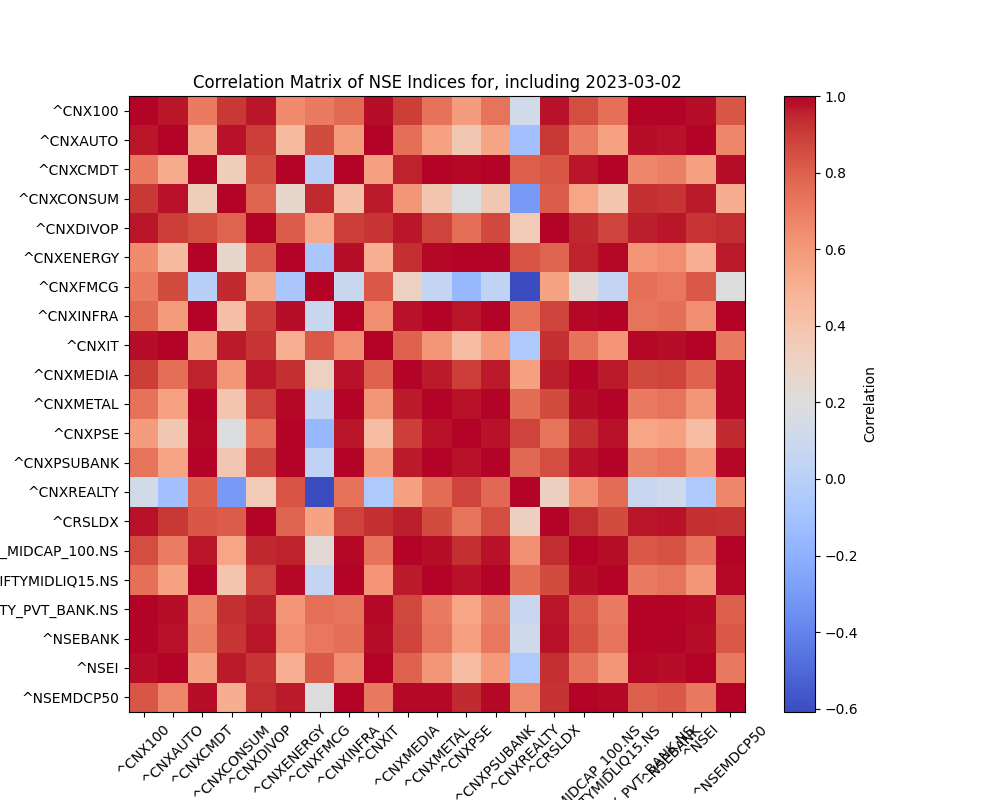 Correlation Matrix of NSE Indices for, including 2023-03-02
^CNX100
^CNXAUTO
^CNXCMDT
^CNXCONSUM
^CNXDIVOP
^CNXENERGY
^CNXFMCG
^CNXINFRA
^CNXIT
^CNXMEDIA
^CNXMETAL
^CNXPSE
^CNXPSUBANK
^CNXREALTY
^CRSLDX
_MIDCAP_100.NS
IFTYMIDLIQ15.NS
TY_PVT_BANK.NS
^NSEBANK
^NSEI
^NSEMDCP50
^CNX100
^CNXAUTO
^CNXCMDT
^CNXCONSUM
^CNXDIVOP
^CNXENERGY
^CNXFMCG
^CNXINFRA
^CNXIT
^CNXMEDIA
^CNXMETAL
^CNXPSE
^CNXPSUBANK
^CNXREALTY
^CRSLDX
MIDCAP_100.NS
TYMIDLIQ15.NS
_PVT_BANK.NS
^NSEBANK
^NSEI
^NSEMDCP50
1.0
0.8
0.6
0.4
0.2
0.0
−0.2
−0.4
−0.6
Correlation